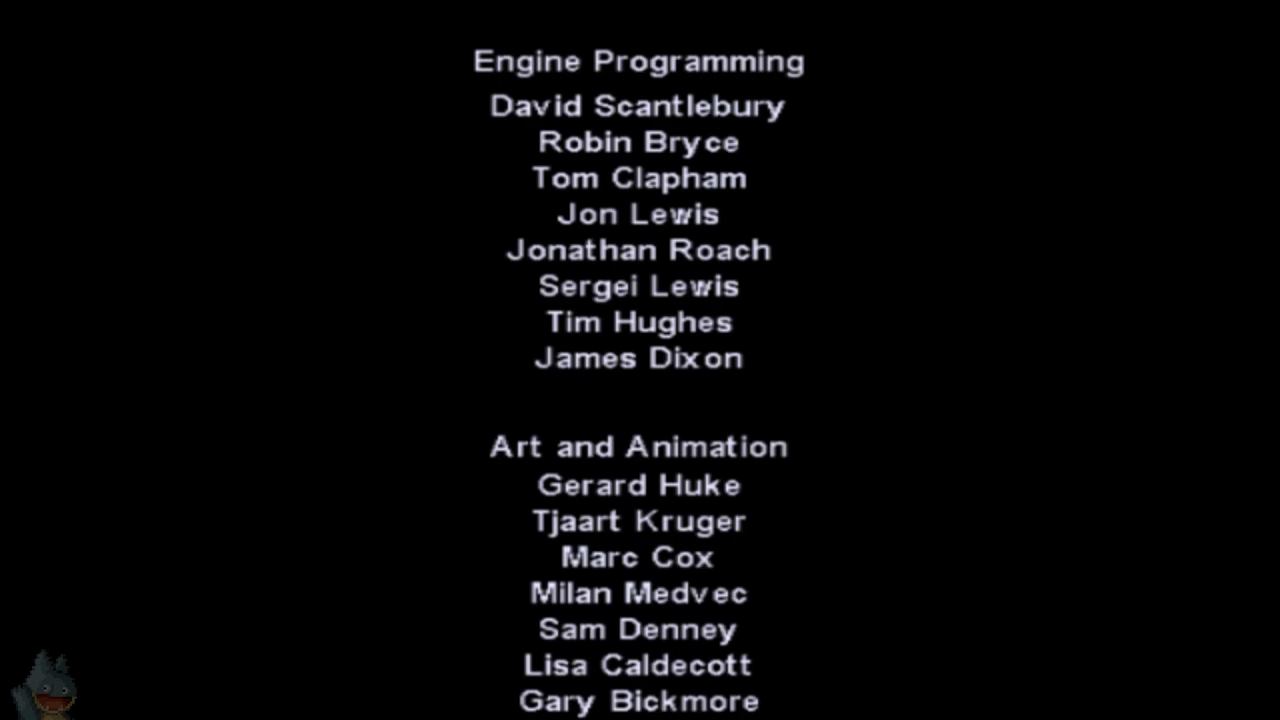 Engine Programming
David Scantlebury
Robin Bryce
Tom Clapham
Jon Lewis
Jonathan Roach
Sergei Lewis
Tim Hughes
James Dixon
Art and Animation
Gerard Huke
Tjaart Kruger
Marc Cox
Milan Medvec
Sam Denney
Lisa Caldecott
Gary Bickmore